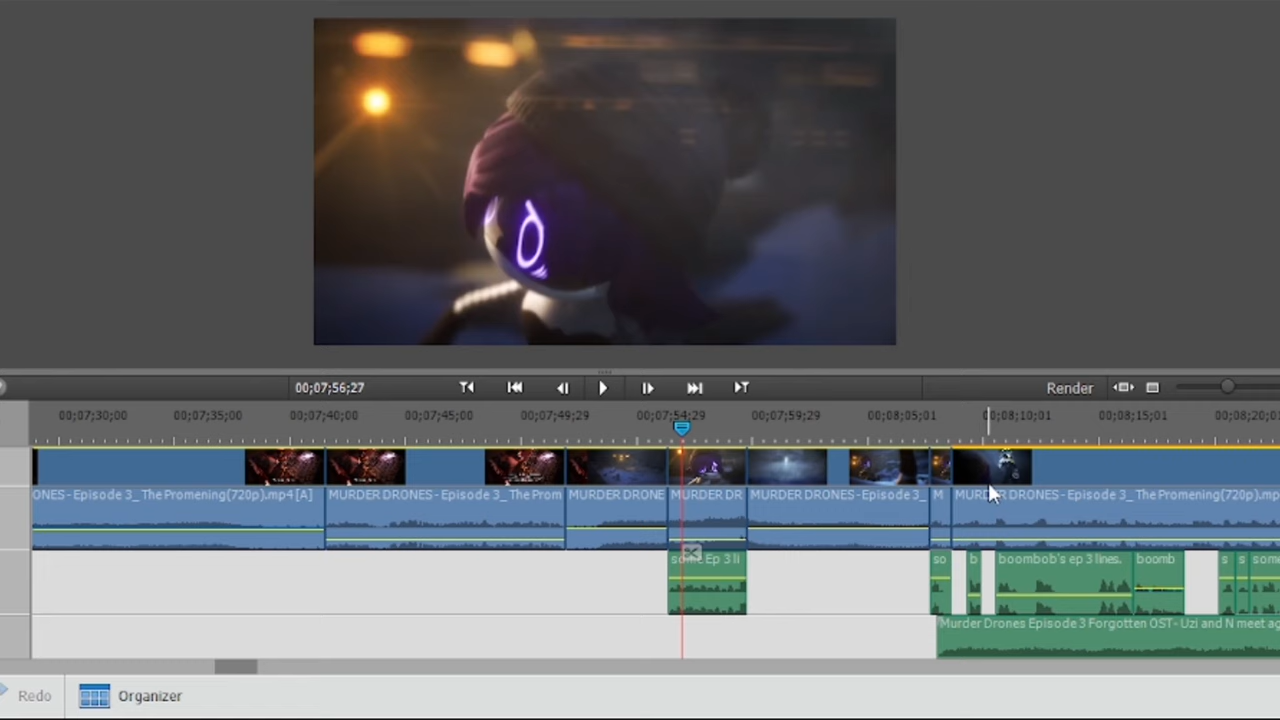 00;07;56;27
Render
00;07;30;00 00;07;35;00 00;07;40;00 00;07;45;00 00;07;49;29 00;07;54;29 00;07;59;29 00;08;05;01 00;08;10;01 00;08;15;01 00;08;20;01
ONES - Episode 3_ The Promening(720p).mp4 [A] MURDER DRONES - Episode 3_ The Prom MURDER DRONE MURDER DR MURDER DRONES - Episode 3_ M MURDER DRONES - Episode 3_ The Promening(720p).mp
Ep 3 li so b boombob's ep 3 lines. boomb s s some
Murder Drones Episode 3 Forgotten OST - Uzi and N meet ag
Redo Organizer